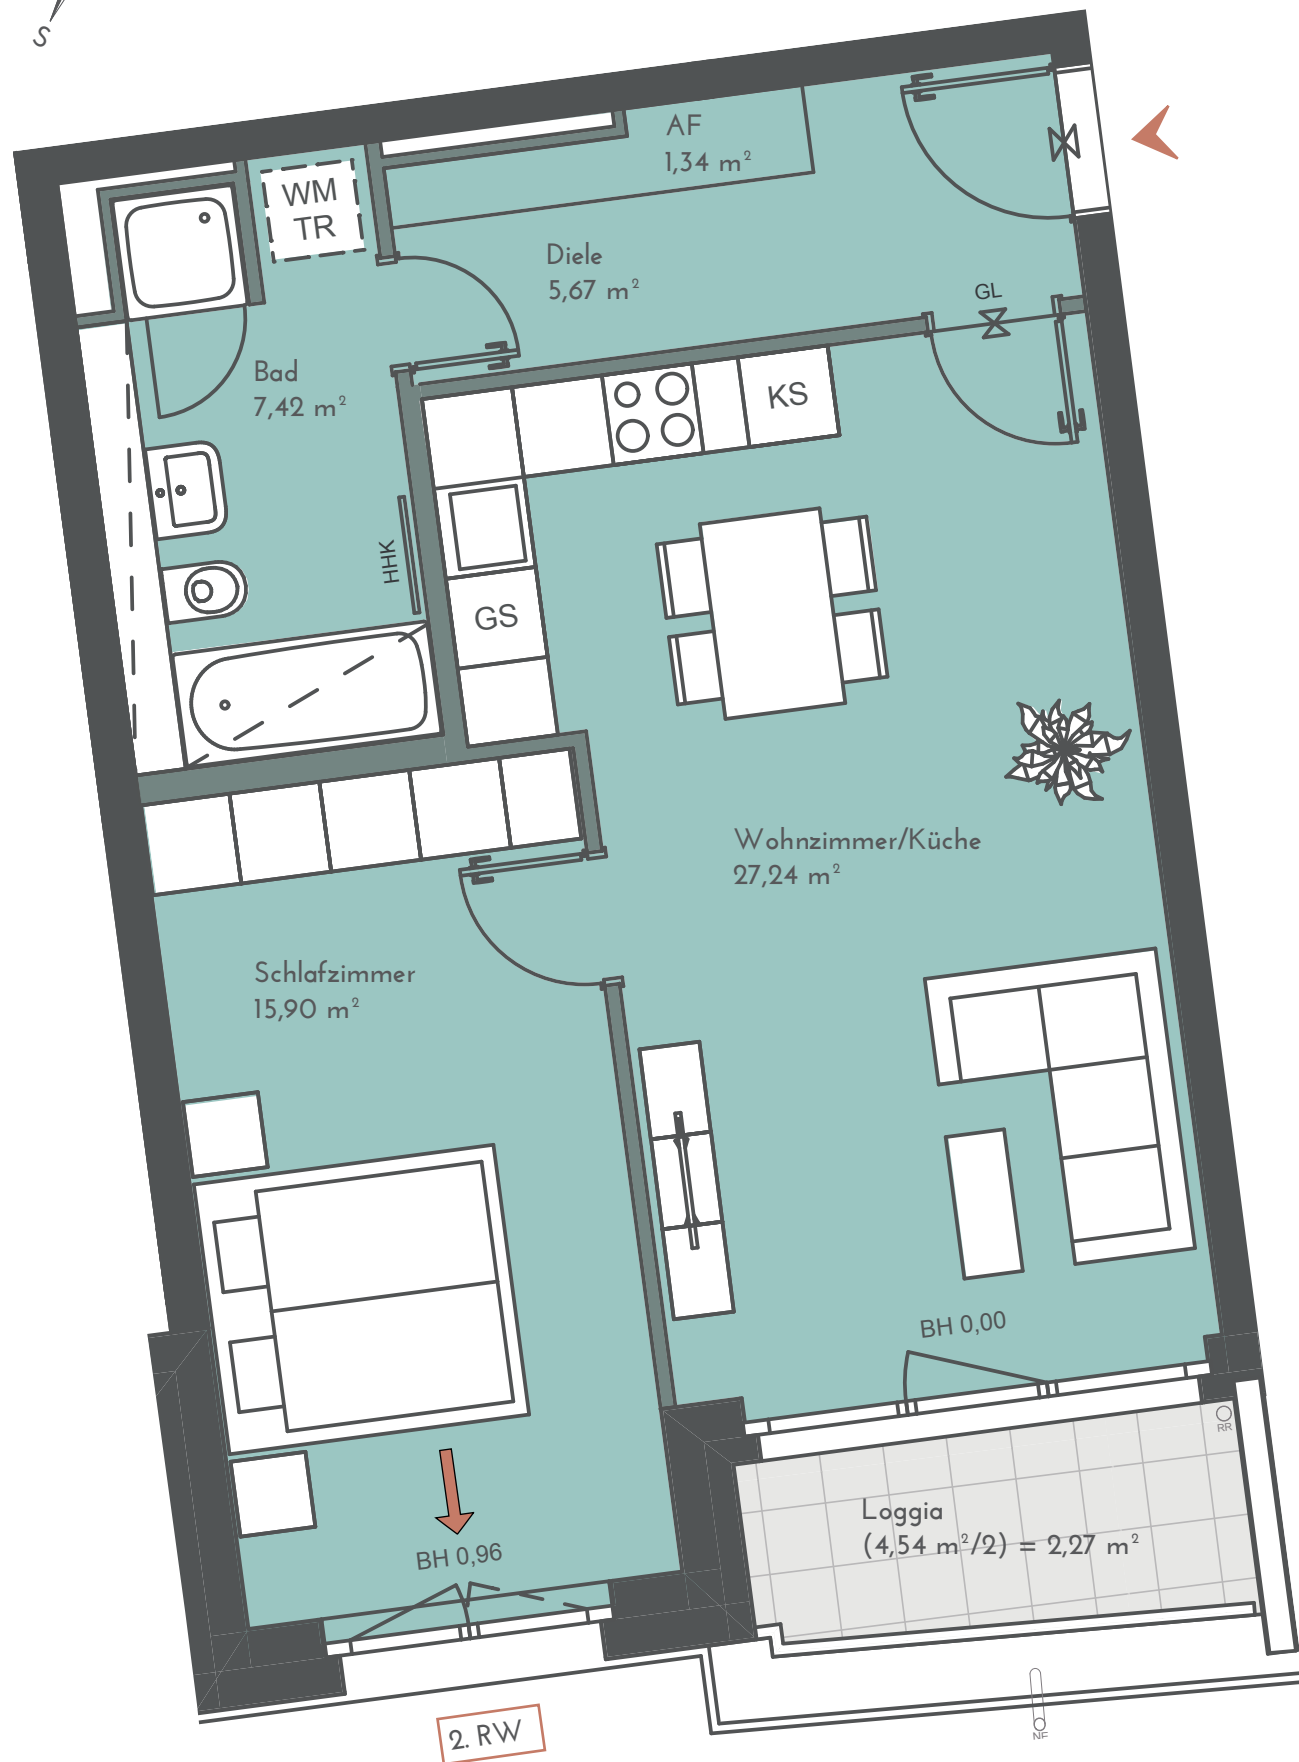 S
AF
1,34 m²
WM
TR
Diele
5,67 m²
GL
Bad
7,42 m²
KS
HHK
GS
Wohnzimmer/Küche
27,24 m²
Schlafzimmer
15,90 m²
BH 0,00
RR
Loggia
(4,54 m²/2) = 2,27 m²
BH 0,96
2. RW